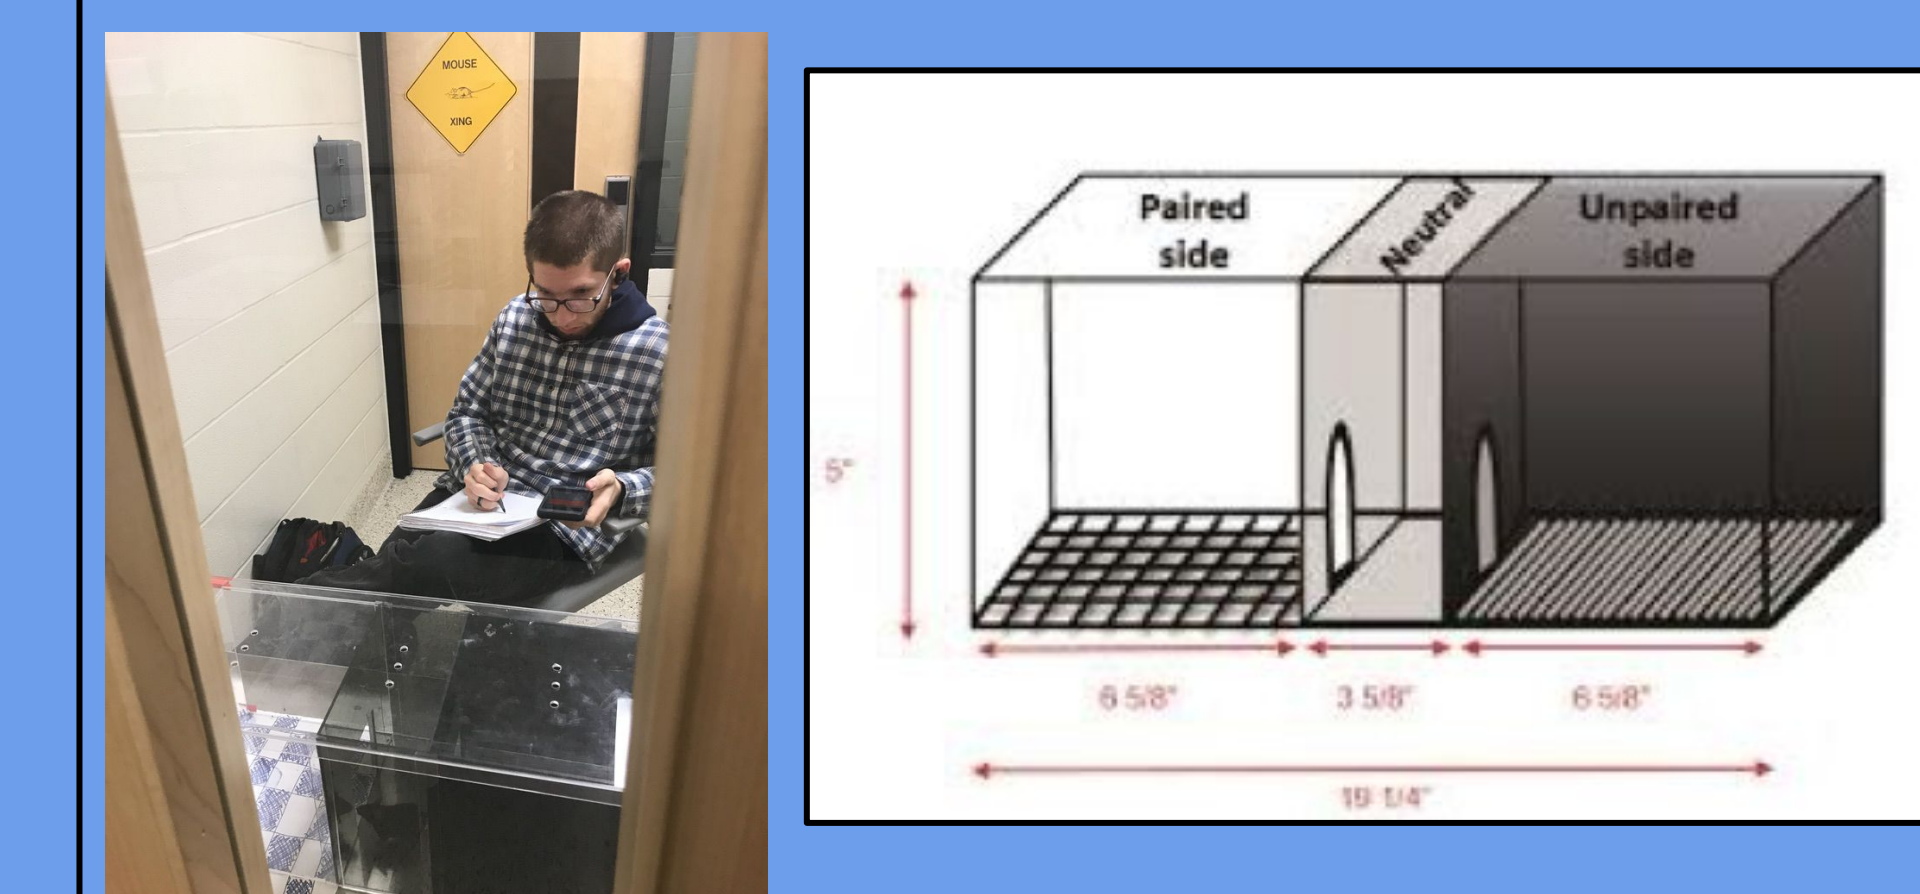 MOUSE
XING
Paired
side
Neutral
Unpaired
side
5"
6 5/8"
3 5/8"
6 5/8"
19 1/4"